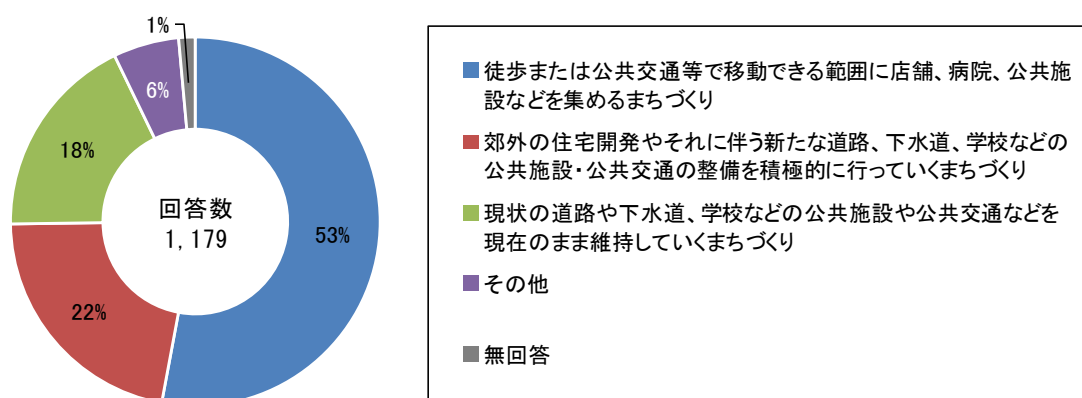 1%
6%
18%
22%
53%
回答数
1,179
徒歩または公共交通等で移動できる範囲に店舗、病院、公共施
設などを集めるまちづくり
郊外の住宅開発やそれに伴う新たな道路、下水道、学校などの
公共施設・公共交通の整備を積極的に行っていくまちづくり
現状の道路や下水道、学校などの公共施設や公共交通などを
現在のまま維持していくまちづくり
その他
無回答